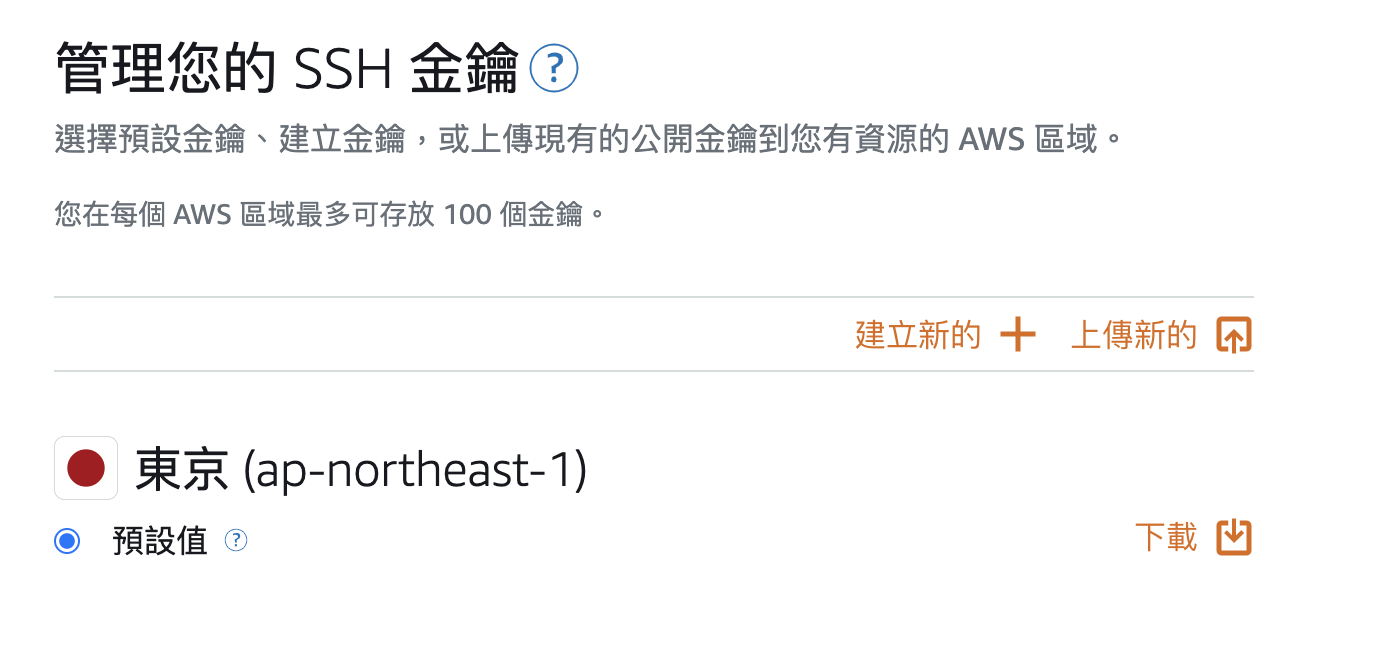 管理您的 SSH 金鑰 ?
選擇預設金鑰、建立金鑰，或上傳現有的公開金鑰到您有資源的 AWS 區域。
您在每個 AWS 區域最多可存放 100 個金鑰。
建立新的 上傳新的
東京 (ap-northeast-1)
預設值 ? 下載